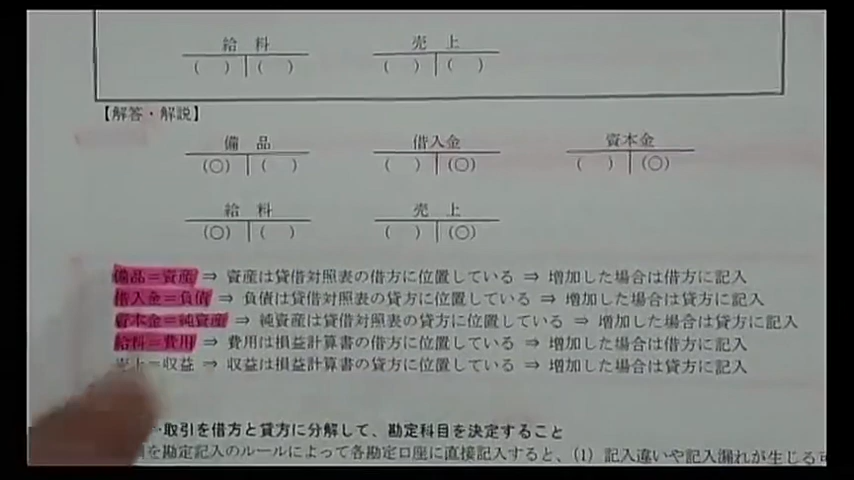 給 料 売 上
( ) ( ) ( ) ( )
【解答・解説】
備 品 借入金 資本金
(○) ( ) ( ) (○) ( ) (○)
給 料 売 上
(○) ( ) ( ) (○)
備品=資産 ⇒ 資産は貸借対照表の借方に位置している ⇒ 増加した場合は借方に記入
借入金=負債 ⇒ 負債は貸借対照表の貸方に位置している ⇒ 増加した場合は貸方に記入
資本金=純資産 ⇒ 純資産は貸借対照表の貸方に位置している ⇒ 増加した場合は貸方に記入
給料=費用 ⇒ 費用は損益計算書の借方に位置している ⇒ 増加した場合は借方に記入
売上=収益 ⇒ 収益は損益計算書の貸方に位置している ⇒ 増加した場合は貸方に記入
取引を借方と貸方に分解して、勘定科目を決定すること
を勘定記入のルールによって各勘定口座に直接記入すると、(1) 記入違いや記入漏れが生じる